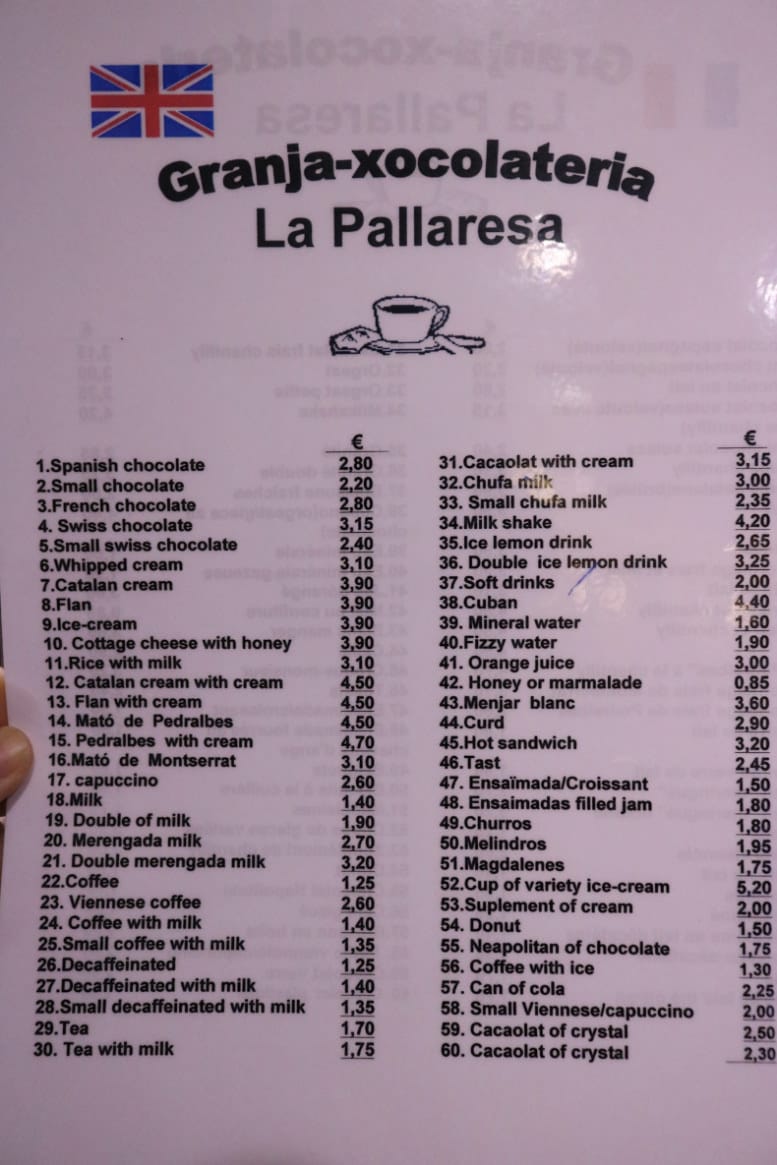 Granja-xocolateria
La Pallaresa
€
1.Spanish chocolate 2,80
2.Small chocolate 2,20
3.French chocolate 2,80
4. Swiss chocolate 3,15
5.Small swiss chocolate 2,40
6.Whipped cream 3,10
7.Catalan cream 3,90
8.Flan 3,90
9.Ice-cream 3,90
10. Cottage cheese with honey 3,90
11.Rice with milk 3,10
12. Catalan cream with cream 4,50
13. Flan with cream 4,50
14. Mató de Pedralbes 4,50
15. Pedralbes with cream 4,70
16.Mató de Montserrat 3,10
17. capuccino 2,60
18.Milk 1,40
19. Double of milk 1,90
20. Merengada milk 2,70
21. Double merengada milk 3,20
22.Coffee 1,25
23. Viennese coffee 2,60
24. Coffee with milk 1,40
25.Small coffee with milk 1,35
26.Decaffeinated 1,25
27.Decaffeinated with milk 1,40
28.Small decaffeinated with milk 1,35
29.Tea 1,70
30. Tea with milk 1,75
€
31.Cacaolat with cream 3,15
32.Chufa milk 3,00
33. Small chufa milk 2,35
34.Milk shake 4,20
35.Ice lemon drink 2,65
36. Double ice lemon drink 3,25
37.Soft drinks 2,00
38.Cuban 4,40
39. Mineral water 1,60
40.Fizzy water 1,90
41. Orange juice 3,00
42. Honey or marmalade 0,85
43.Menjar blanc 3,60
44.Curd 2,90
45.Hot sandwich 3,20
46.Tast 2,45
47. Ensaïmada/Croissant 1,50
48. Ensaimadas filled jam 1,80
49.Churros 1,80
50.Melindros 1,95
51.Magdalenes 1,75
52.Cup of variety ice-cream 5,20
53.Suplement of cream 2,00
54. Donut 1,50
55. Neapolitan of chocolate 1,75
56. Coffee with ice 1,30
57. Can of cola 2,25
58. Small Viennese/capuccino 2,00
59. Cacaolat of crystal 2,50
60. Cacaolat of crystal 2,30